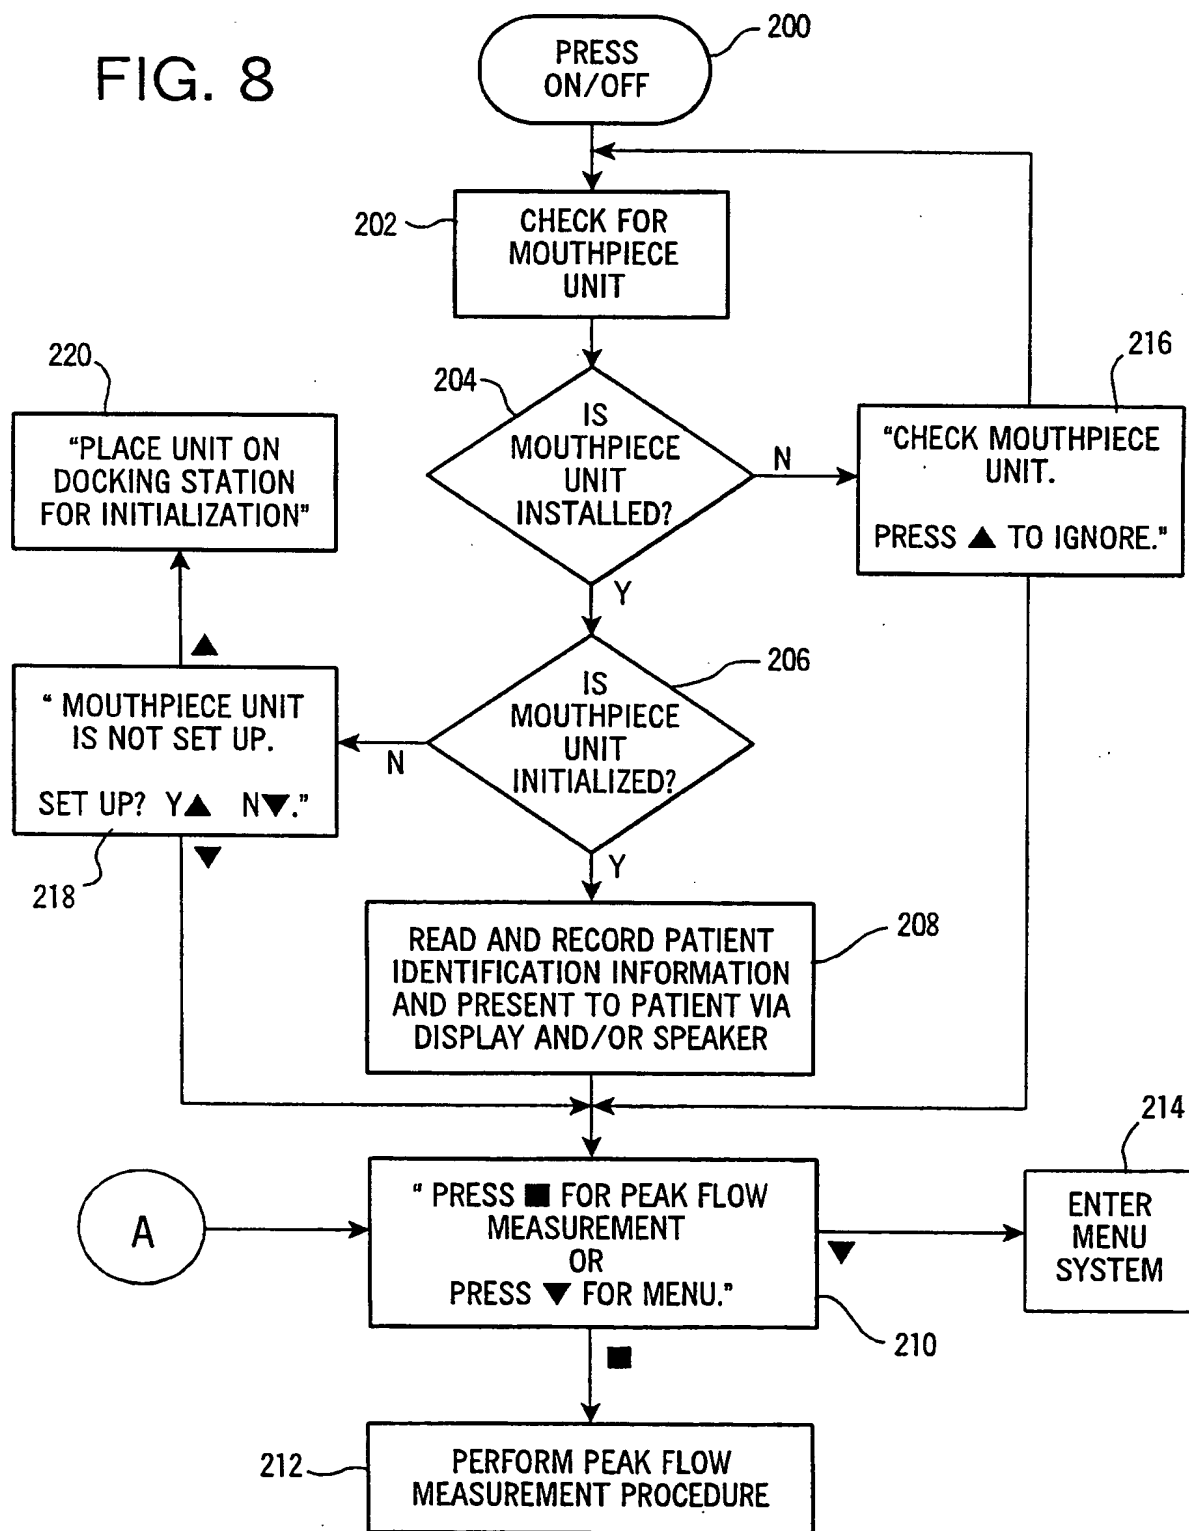 FIG. 8
200
PRESS
ON/OFF
202
CHECK FOR
MOUTHPIECE
UNIT
204
IS
MOUTHPIECE
UNIT
INSTALLED?
N
Y
216
"CHECK MOUTHPIECE
UNIT.
PRESS ▲ TO IGNORE."
220
"PLACE UNIT ON
DOCKING STATION
FOR INITIALIZATION"
▲
206
IS
MOUTHPIECE
UNIT
INITIALIZED?
N
Y
" MOUTHPIECE UNIT
IS NOT SET UP.
SET UP? Y▲ N▼."
▼
218
208
READ AND RECORD PATIENT
IDENTIFICATION INFORMATION
AND PRESENT TO PATIENT VIA
DISPLAY AND/OR SPEAKER
A
" PRESS ■ FOR PEAK FLOW
MEASUREMENT
OR
PRESS ▼ FOR MENU."
▼
210
214
ENTER
MENU
SYSTEM
■
212
PERFORM PEAK FLOW
MEASUREMENT PROCEDURE